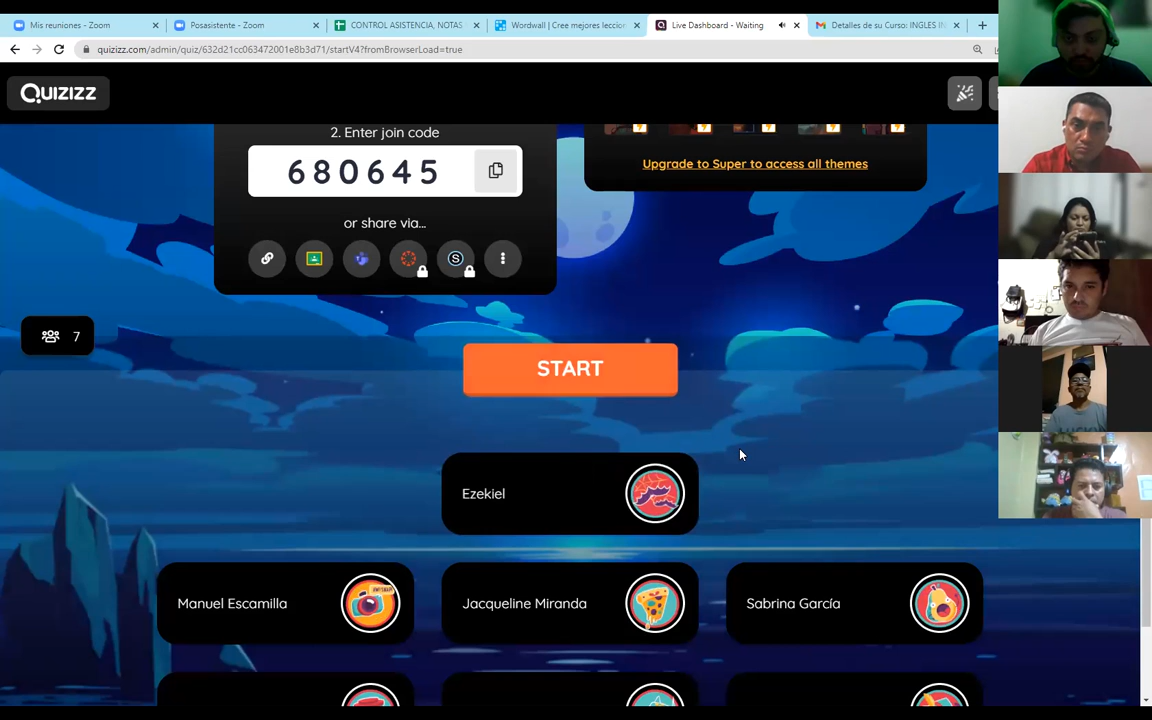 Mis reuniones - Zoom
Posasistente - Zoom
CONTROL ASISTENCIA, NOTAS
Wordwall | Cree mejores leccion
Live Dashboard - Waiting
Detalles de su Curso: INGLES IN
quizizz.com/admin/quiz/632d21cc063472001e8b3d71/startV4?fromBrowserLoad=true
QUIZIZZ
2. Enter join code
680645
or share via...
Upgrade to Super to access all themes
7
START
Ezekiel
Manuel Escamilla
Jacqueline Miranda
Sabrina García